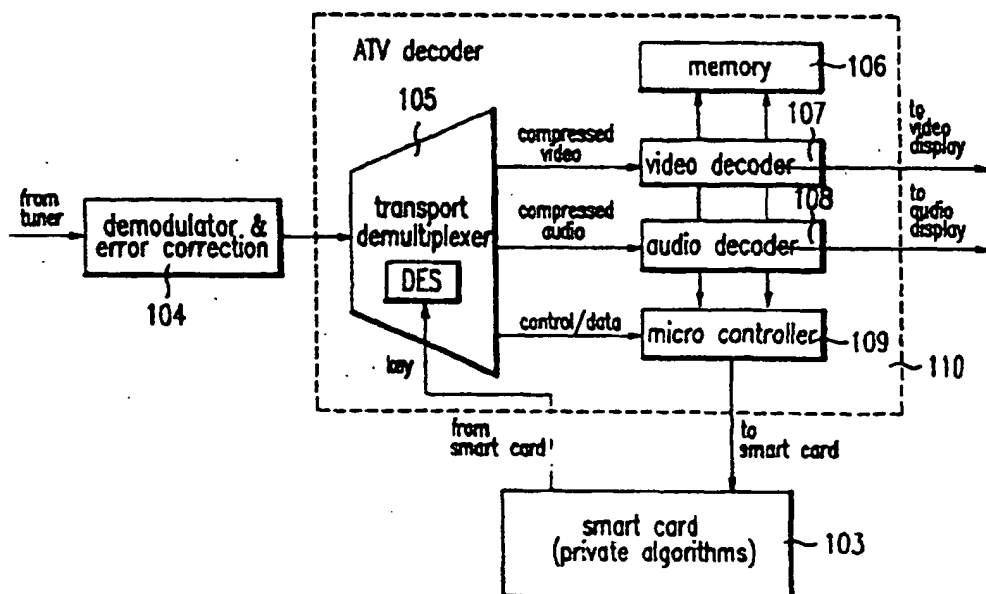 ATV decoder
memory
106
105
107
to
video
display
compressed
video
video decoder
from
tuner
demodulator &
error correction
104
transport
demultiplexer
DES
compressed
audio
108
audio decoder
to
audio
display
control/data
micro controller
109
110
key
from
smart card
to
smart card
smart card
(private algorithms)
103